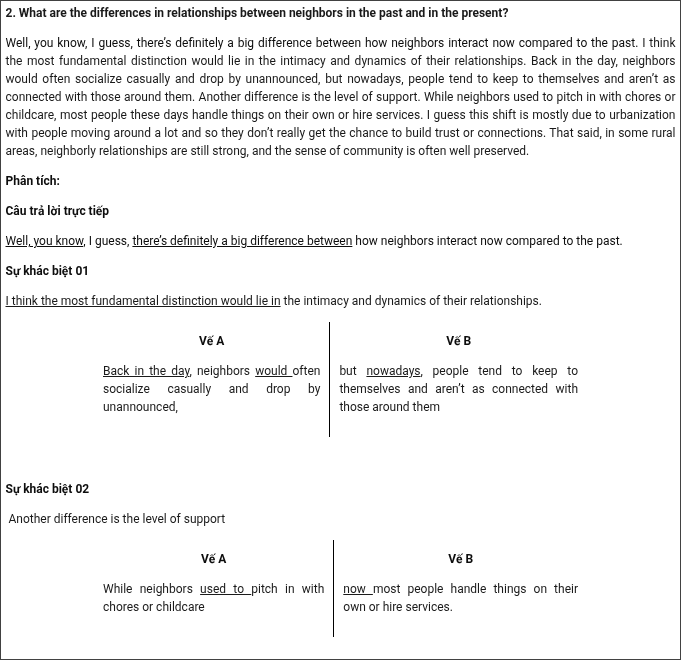 2. What are the differences in relationships between neighbors in the past and in the present?
Well, you know, I guess, there's definitely a big difference between how neighbors interact now compared to the past. I think
the most fundamental distinction would lie in the intimacy and dynamics of their relationships. Back in the day, neighbors
would often socialize casually and drop by unannounced, but nowadays, people tend to keep to themselves and aren't as
connected with those around them. Another difference is the level of support. While neighbors used to pitch in with chores or
childcare, most people these days handle things on their own or hire services. I guess this shift is mostly due to urbanization
with people moving around a lot and so they don't really get the chance to build trust or connections. That said, in some rural
areas, neighborly relationships are still strong, and the sense of community is often well preserved.
Phân tích:
Câu trả lời trực tiếp
Well, you know, I guess, there's definitely a big difference between how neighbors interact now compared to the past.
Sự khác biệt 01
I think the most fundamental distinction would lie in the intimacy and dynamics of their relationships.
Vế A
Back in the day, neighbors would often
socialize casually and drop by
unannounced,
Vế B
but nowadays, people tend to keep to
themselves and aren't as connected with
those around them
Sự khác biệt 02
Another difference is the level of support
Vế A
While neighbors used to pitch in with
chores or childcare
Vế B
now most people handle things on their
own or hire services.